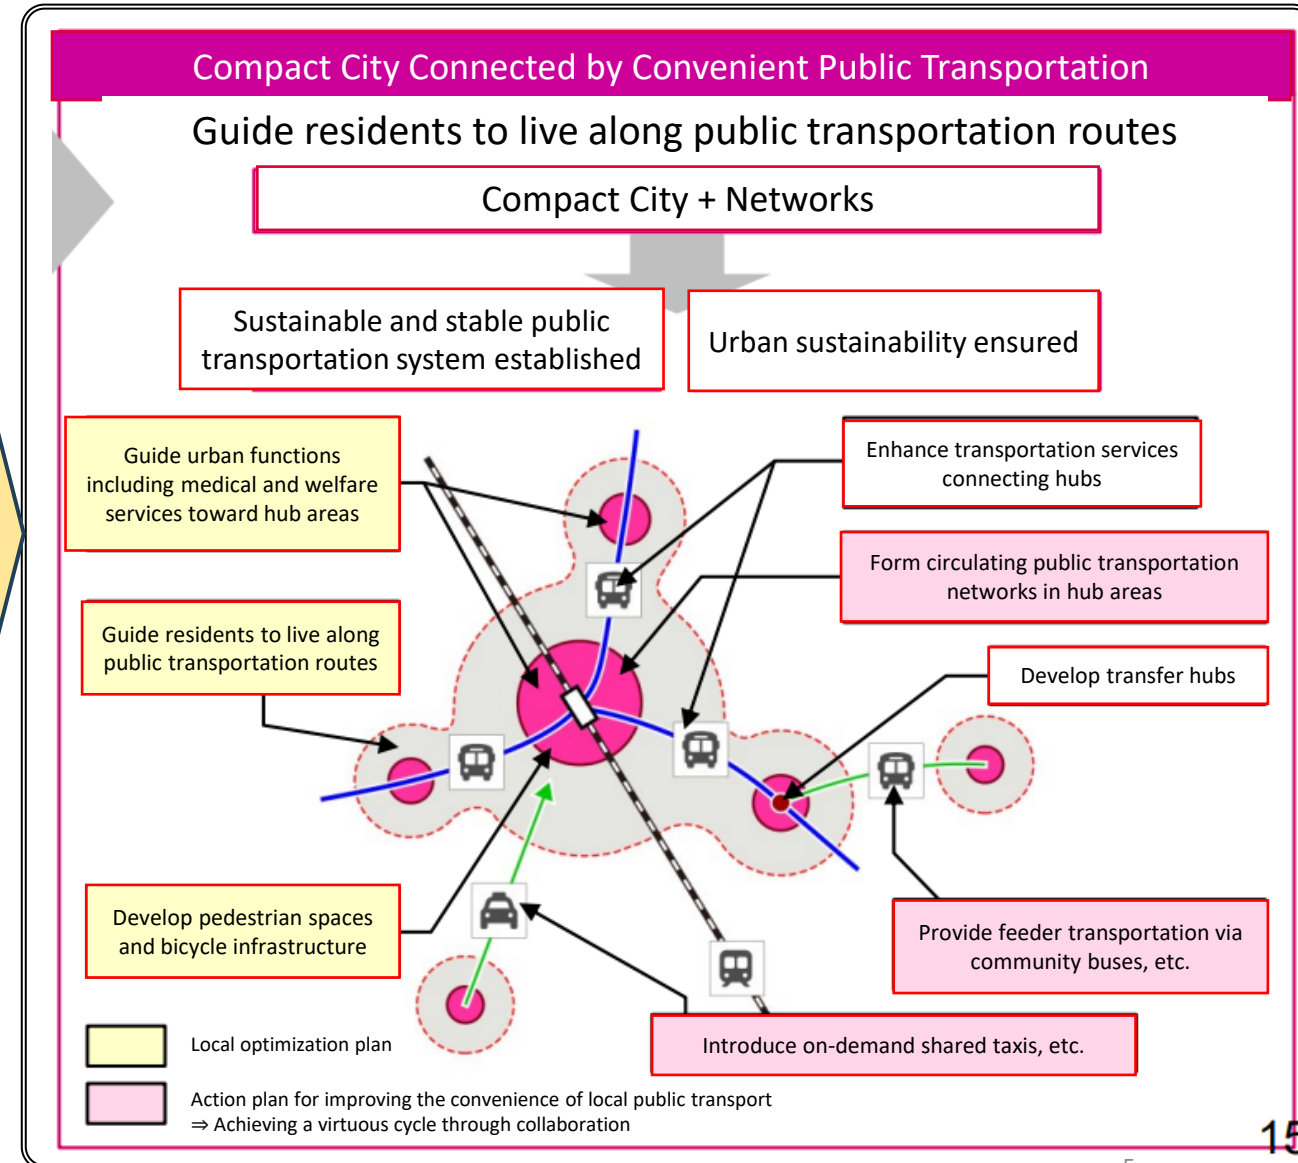 Compact City Connected by Convenient Public Transportation
Guide residents to live along public transportation routes
Compact City + Networks
Sustainable and stable public
transportation system established
Urban sustainability ensured
Guide urban functions
including medical and welfare
services toward hub areas
Enhance transportation services
connecting hubs
Form circulating public transportation
networks in hub areas
Guide residents to live along
public transportation routes
Develop transfer hubs
Develop pedestrian spaces
and bicycle infrastructure
Provide feeder transportation via
community buses, etc.
Introduce on-demand shared taxis, etc.
Local optimization plan
Action plan for improving the convenience of local public transport
⇒ Achieving a virtuous cycle through collaboration
15